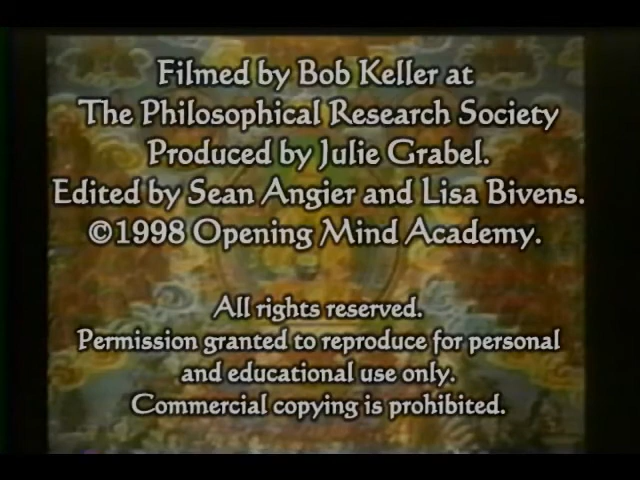 Filmed by Bob Keller at
The Philosophical Research Society
Produced by Julie Grabel.
Edited by Sean Angier and Lisa Bivens.
©1998 Opening Mind Academy.
All rights reserved.
Permission granted to reproduce for personal
and educational use only.
Commercial copying is prohibited.